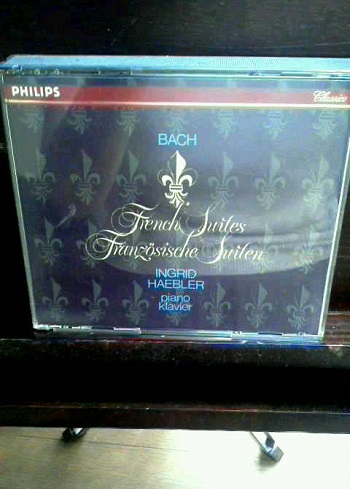 PHILIPS
Classics
BACH
French Suites
Französische Suiten
INGRID
HAEBLER
piano
klavier